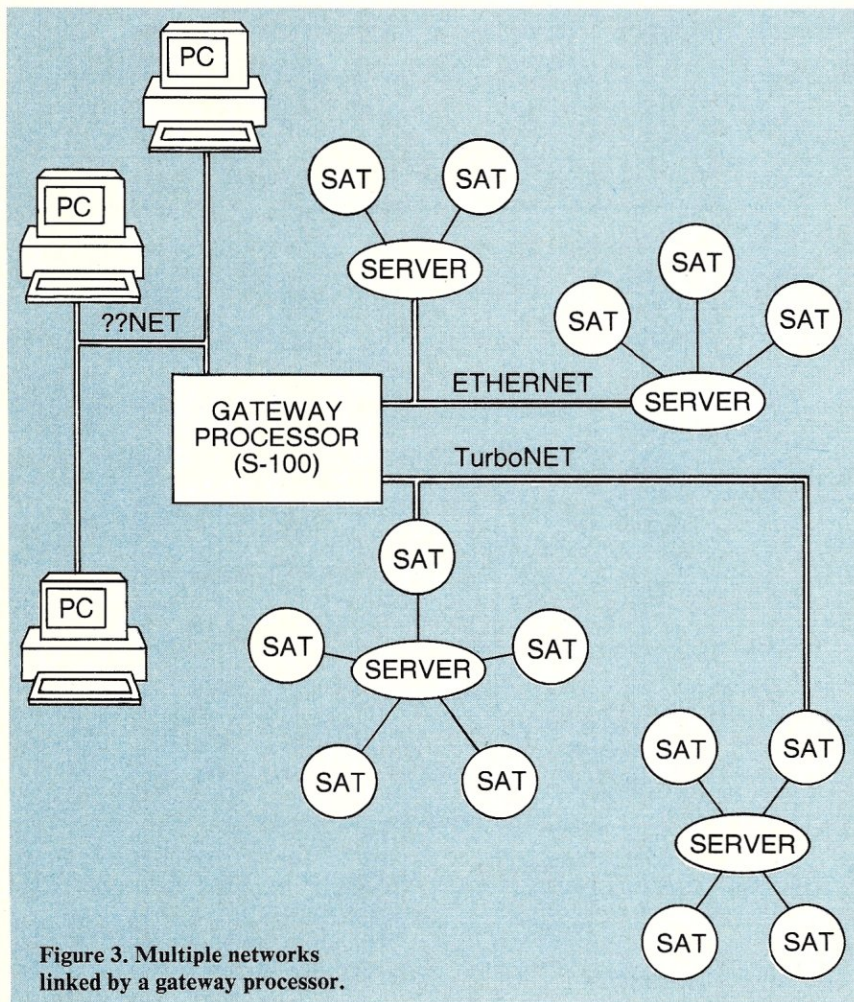 PC
PC
SAT
SAT
SERVER
SAT
SAT
SAT
??NET
ETHERNET
SERVER
GATEWAY
PROCESSOR
(S-100)
TurboNET
SAT
PC
SAT
SERVER
SAT
SAT
SAT
SAT
SAT
SERVER
SAT
SAT
Figure 3. Multiple networks
linked by a gateway processor.